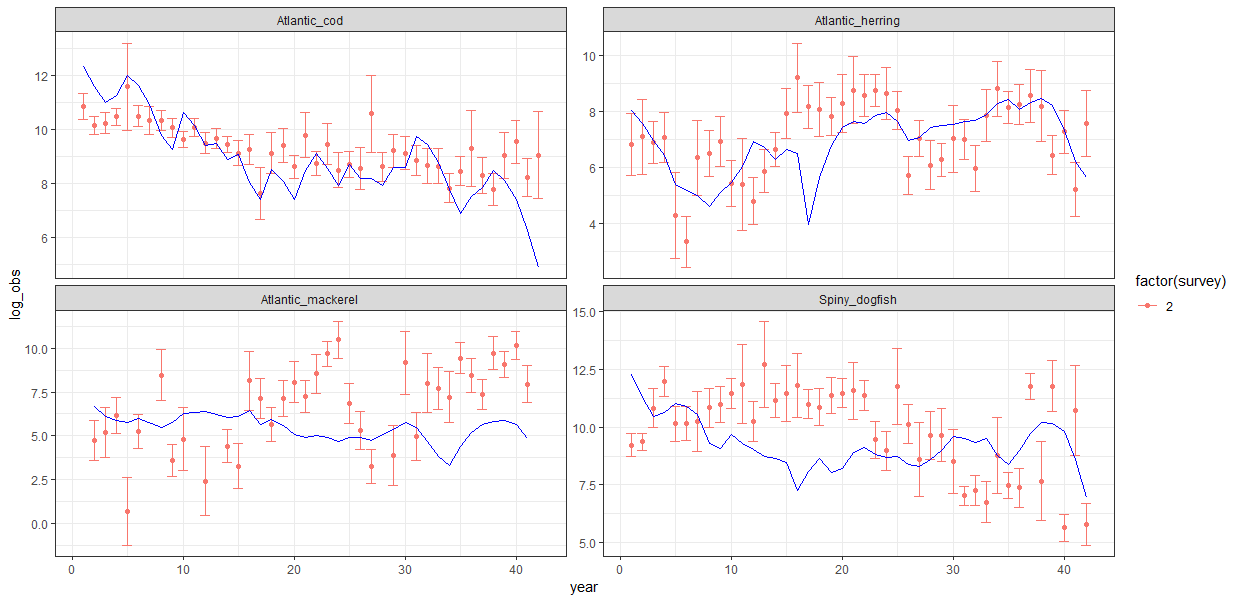 Atlantic_cod
Atlantic_herring
12
10
8
6
10
8
6
4
log_obs
Atlantic_mackerel
Spiny_dogfish
10.0
7.5
5.0
2.5
0.0
15.0
12.5
10.0
7.5
5.0
0 10 20 30 40
0 10 20 30 40
year
factor(survey)
2